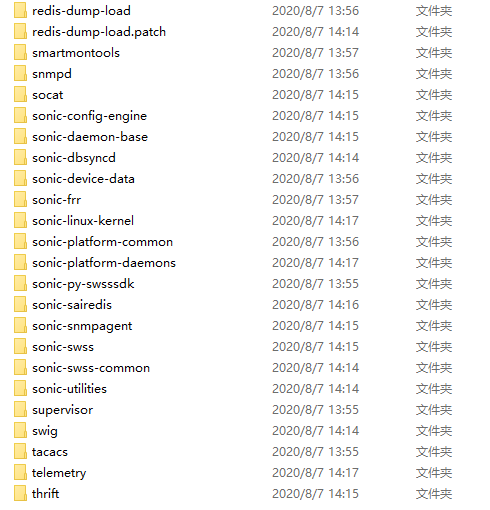 redis-dump-load 2020/8/7 13:56 文件夹
redis-dump-load.patch 2020/8/7 14:14 文件夹
smartmontools 2020/8/7 13:57 文件夹
snmpd 2020/8/7 13:56 文件夹
socat 2020/8/7 14:15 文件夹
sonic-config-engine 2020/8/7 14:15 文件夹
sonic-daemon-base 2020/8/7 14:15 文件夹
sonic-dbsyncd 2020/8/7 14:14 文件夹
sonic-device-data 2020/8/7 13:56 文件夹
sonic-frr 2020/8/7 13:57 文件夹
sonic-linux-kernel 2020/8/7 14:17 文件夹
sonic-platform-common 2020/8/7 13:56 文件夹
sonic-platform-daemons 2020/8/7 14:17 文件夹
sonic-py-swsssdk 2020/8/7 13:55 文件夹
sonic-sairedis 2020/8/7 14:16 文件夹
sonic-snmpagent 2020/8/7 14:15 文件夹
sonic-swss 2020/8/7 14:15 文件夹
sonic-swss-common 2020/8/7 14:14 文件夹
sonic-utilities 2020/8/7 14:14 文件夹
supervisor 2020/8/7 13:55 文件夹
swig 2020/8/7 14:14 文件夹
tacacs 2020/8/7 13:55 文件夹
telemetry 2020/8/7 14:17 文件夹
thrift 2020/8/7 14:15 文件夹